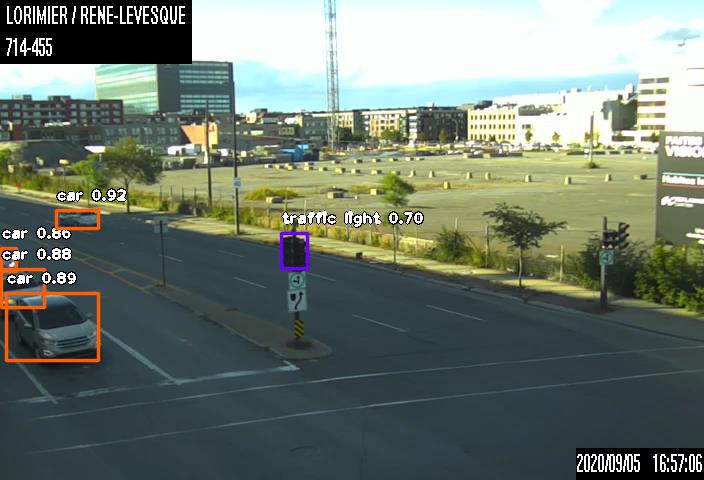 LORIMIER / RENE-LEVESQUE
714-455
car 0.92
traffic light 0.70
car 0.86
car 0.88
car 0.89
2020/09/05 16:57:06